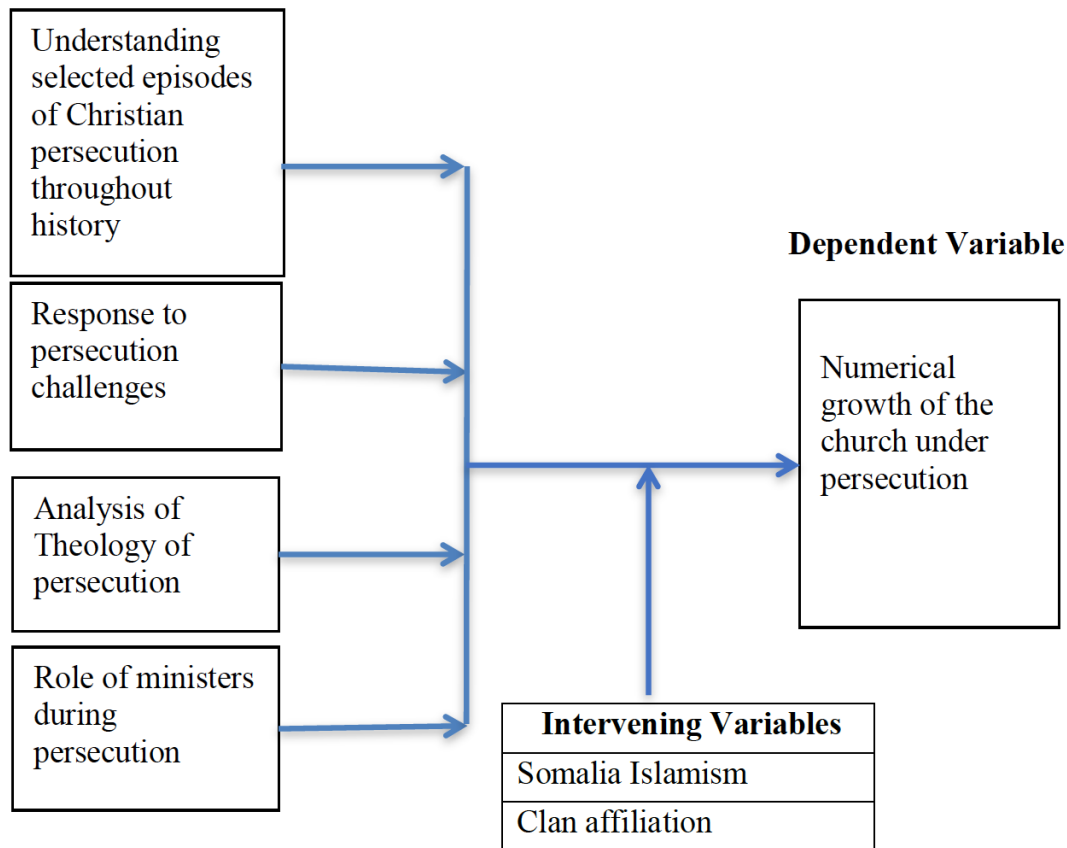 Understanding
selected episodes
of Christian
persecution
throughout
history
Response to
persecution
challenges
Analysis of
Theology of
persecution
Role of ministers
during
persecution
Dependent Variable
Numerical
growth of the
church under
persecution
Intervening Variables
Somalia Islamism
Clan affiliation